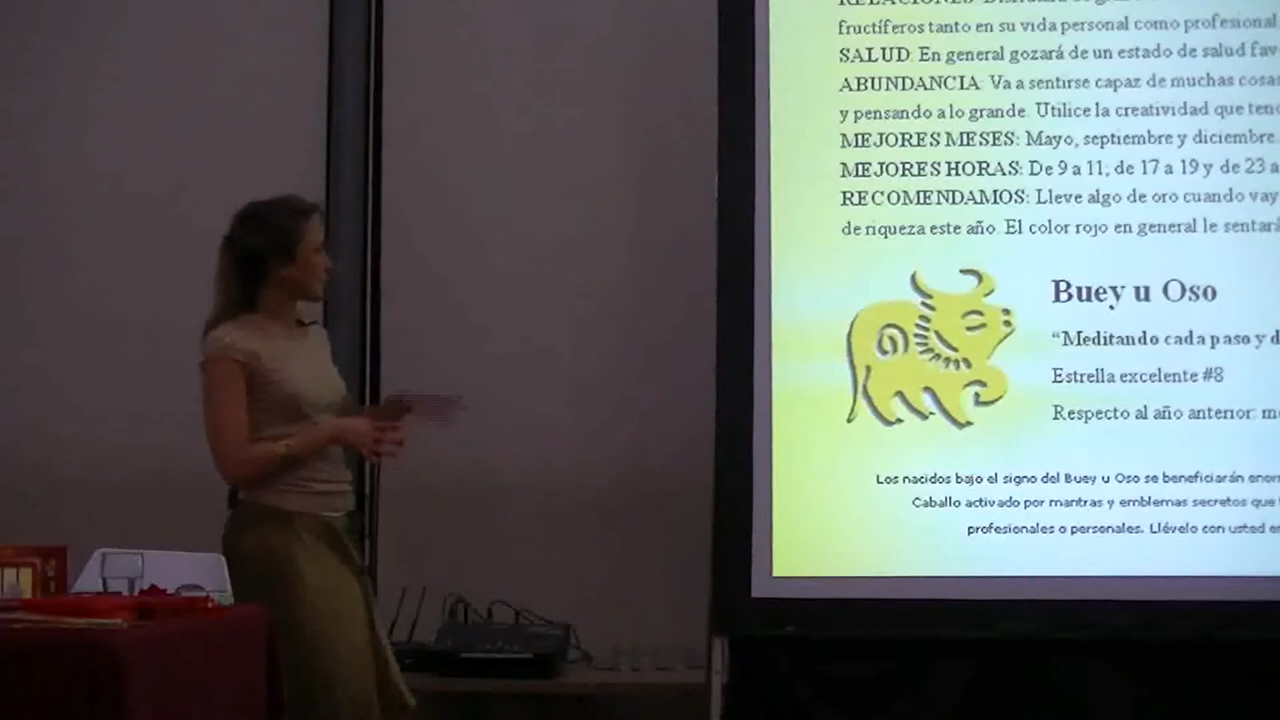 fructíferos tanto en su vida personal como profesional
SALUD: En general gozará de un estado de salud
ABUNDANCIA: Va a sentirse capaz de muchas cosas
y pensando a lo grande. Utilice la creatividad que
MEJORES MESES: Mayo, septiembre y diciembre.
MEJORES HORAS: De 9 a 11, de 17 a 19 y de 23 a
RECOMENDAMOS: Lleve algo de oro cuando
de riqueza este año. El color rojo en general le
Buey u Oso
“Meditando cada paso y
Estrella excelente #8
Respecto al año anterior:
Los nacidos bajo el signo del Buey u Oso se beneficiarán
Caballo activado por mantras y emblemas secretos que
profesionales o personales. Llévelo con usted